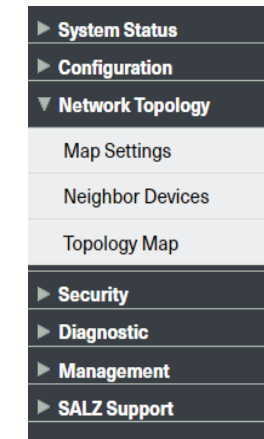 System Status
Configuration
Network Topology
Map Settings
Neighbor Devices
Topology Map
Security
Diagnostic
Management
SALZ Support